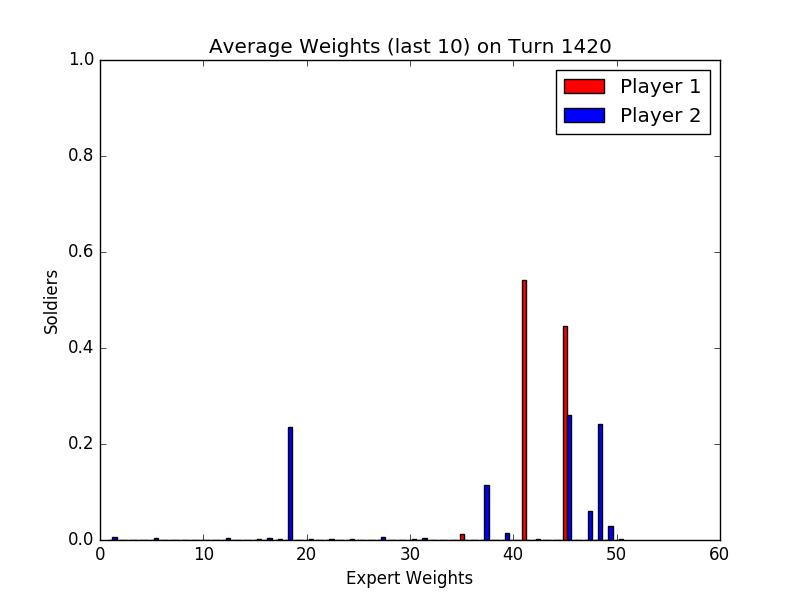 Average Weights (last 10) on Turn 1420
1.0
0.8
0.6
0.4
0.2
0.0
Soldiers
Player 1
Player 2
0 10 20 30 40 50 60
Expert Weights